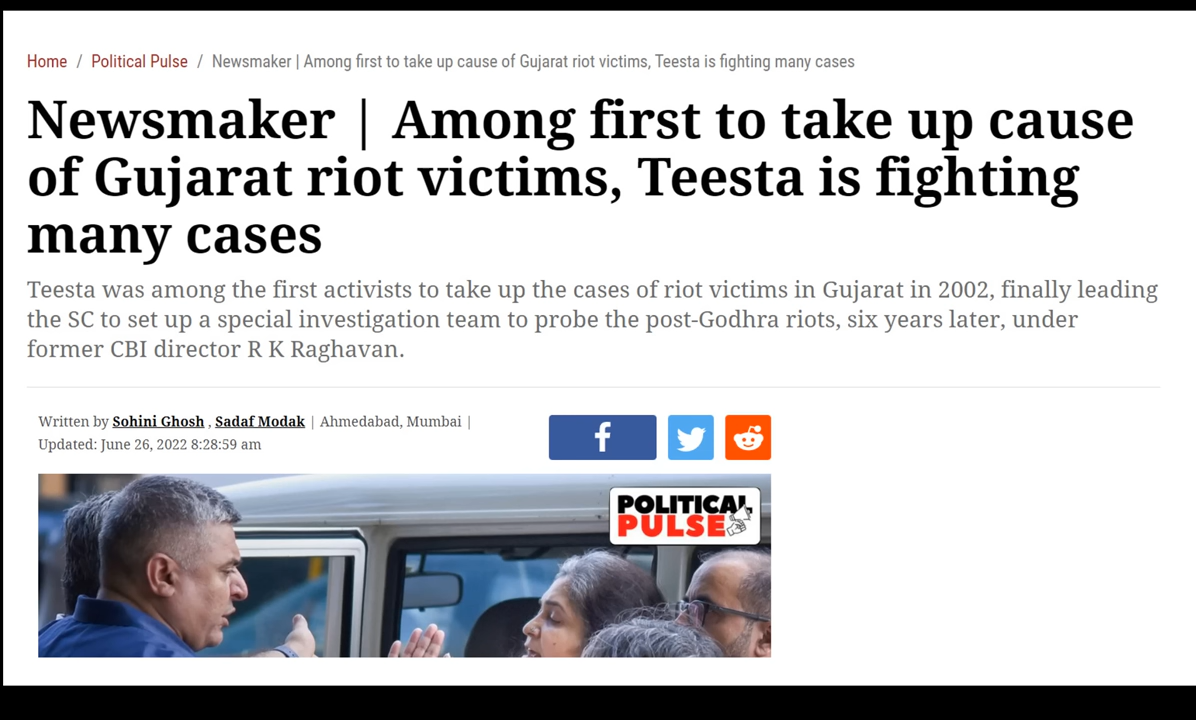 Home / Political Pulse / Newsmaker | Among first to take up cause of Gujarat riot victims, Teesta is fighting many cases
Newsmaker | Among first to take up cause
of Gujarat riot victims, Teesta is fighting
many cases
Teesta was among the first activists to take up the cases of riot victims in Gujarat in 2002, finally leading
the SC to set up a special investigation team to probe the post-Godhra riots, six years later, under
former CBI director R K Raghavan.
Written by Sohini Ghosh , Sadaf Modak | Ahmedabad, Mumbai |
Updated: June 26, 2022 8:28:59 am
POLITICAL
PULSE